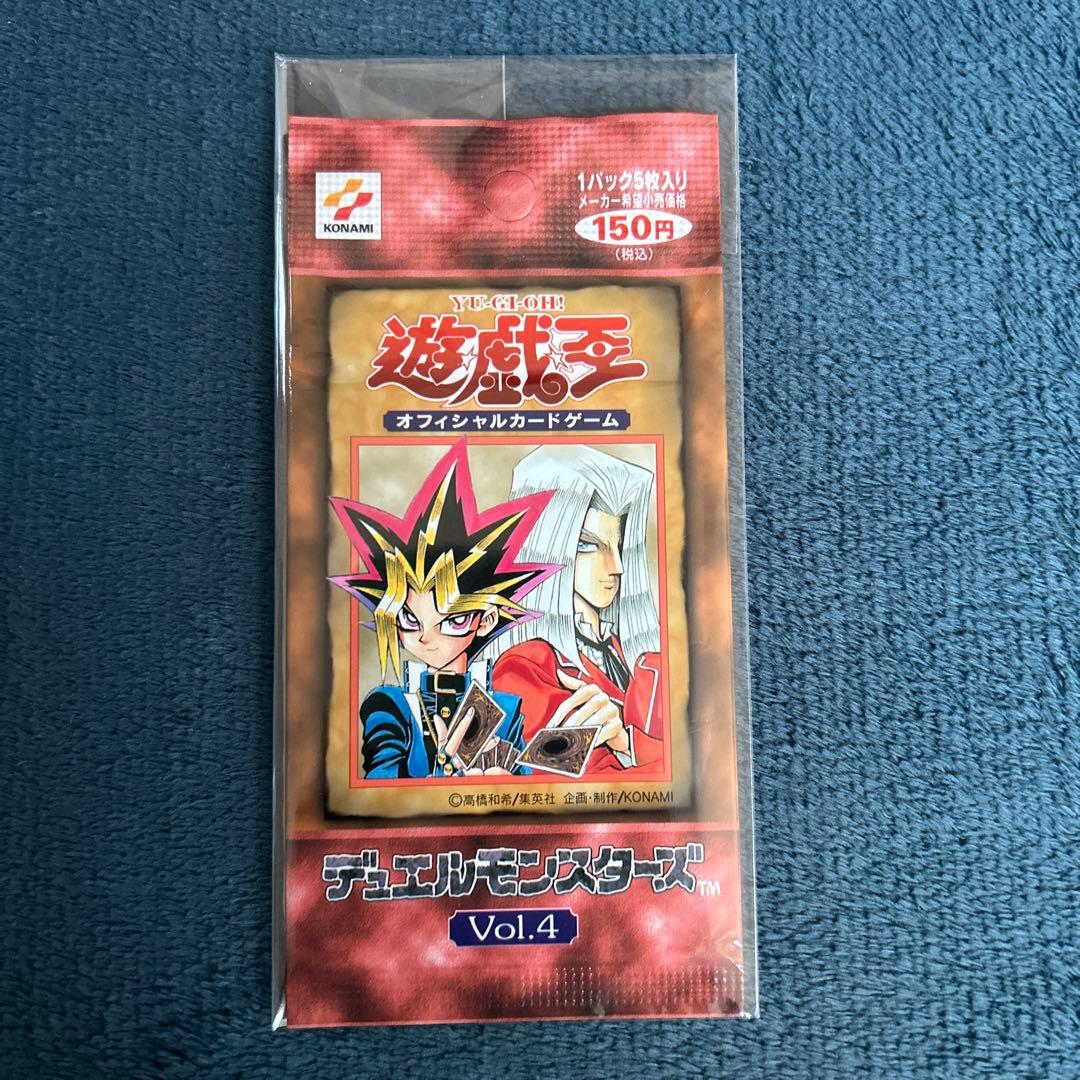 KONAMI
1パック5枚入り
メーカー希望小売価格
150円
(税込)
YU-GI-OH!
遊戯王
オフィシャルカードゲーム
©高橋和希/集英社 企画・制作/KONAMI
デュエルモンスターズ™
Vol.4